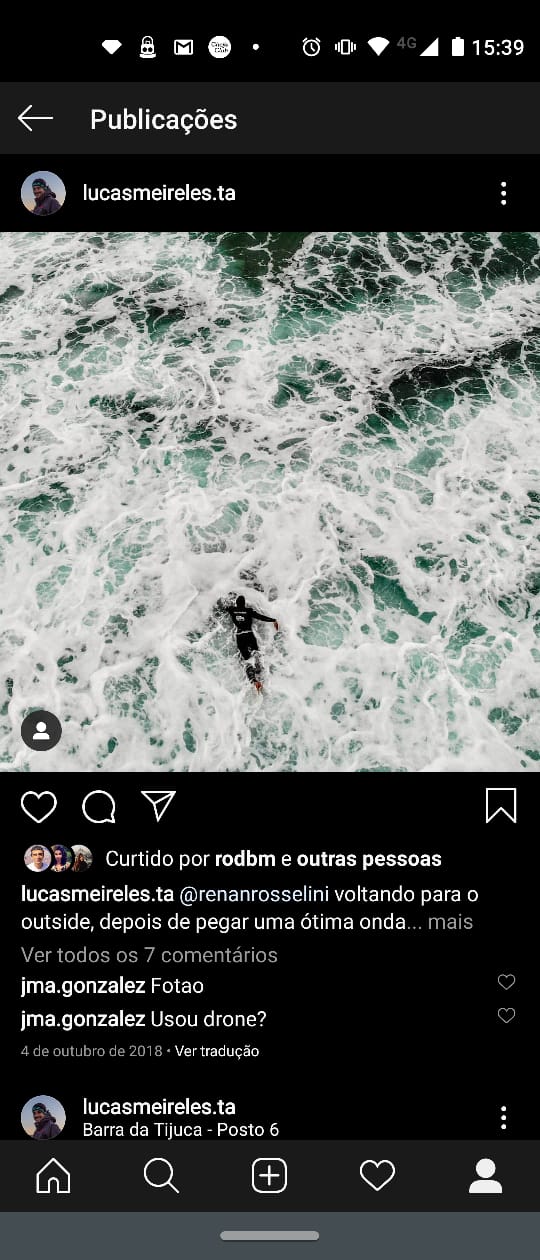 4G 15:39
Publicações
lucasmeireles.ta
Curtido por rodbm e outras pessoas
lucasmeireles.ta @renanrosselini voltando para o
outside, depois de pegar uma ótima onda... mais
Ver todos os 7 comentários
jma.gonzalez Fotao
jma.gonzalez Usou drone?
4 de outubro de 2018 • Ver tradução
lucasmeireles.ta
Barra da Tijuca - Posto 6